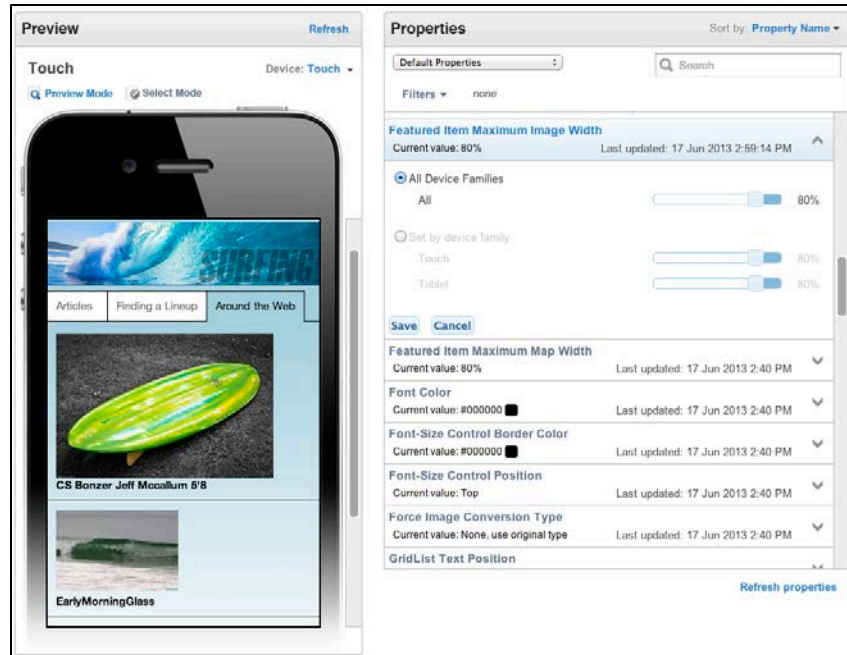 Preview
Refresh
Touch
Device: Touch
Preview Mode
Select Mode
SURFING
Articles
Finding a Lineup
Around the Web
CS Bonzer Jeff Mccallum 5'8
EarlyMorningGlass
Properties
Sort by: Property Name
Default Properties
Search
Filters
none
Featured Item Maximum Image Width
Current value: 80%
Last updated: 17 Jun 2013 2:59:14 PM
All Device Families
All
80%
Set by device family
Touch
80%
Tablet
80%
Save
Cancel
Featured Item Maximum Map Width
Current value: 80%
Last updated: 17 Jun 2013 2:40 PM
Font Color
Current value: #000000
Last updated: 17 Jun 2013 2:40 PM
Font-Size Control Border Color
Current value: #000000
Last updated: 17 Jun 2013 2:40 PM
Font-Size Control Position
Current value: Top
Last updated: 17 Jun 2013 2:40 PM
Force Image Conversion Type
Current value: None, use original type
Last updated: 17 Jun 2013 2:40 PM
GridList Text Position
Refresh properties